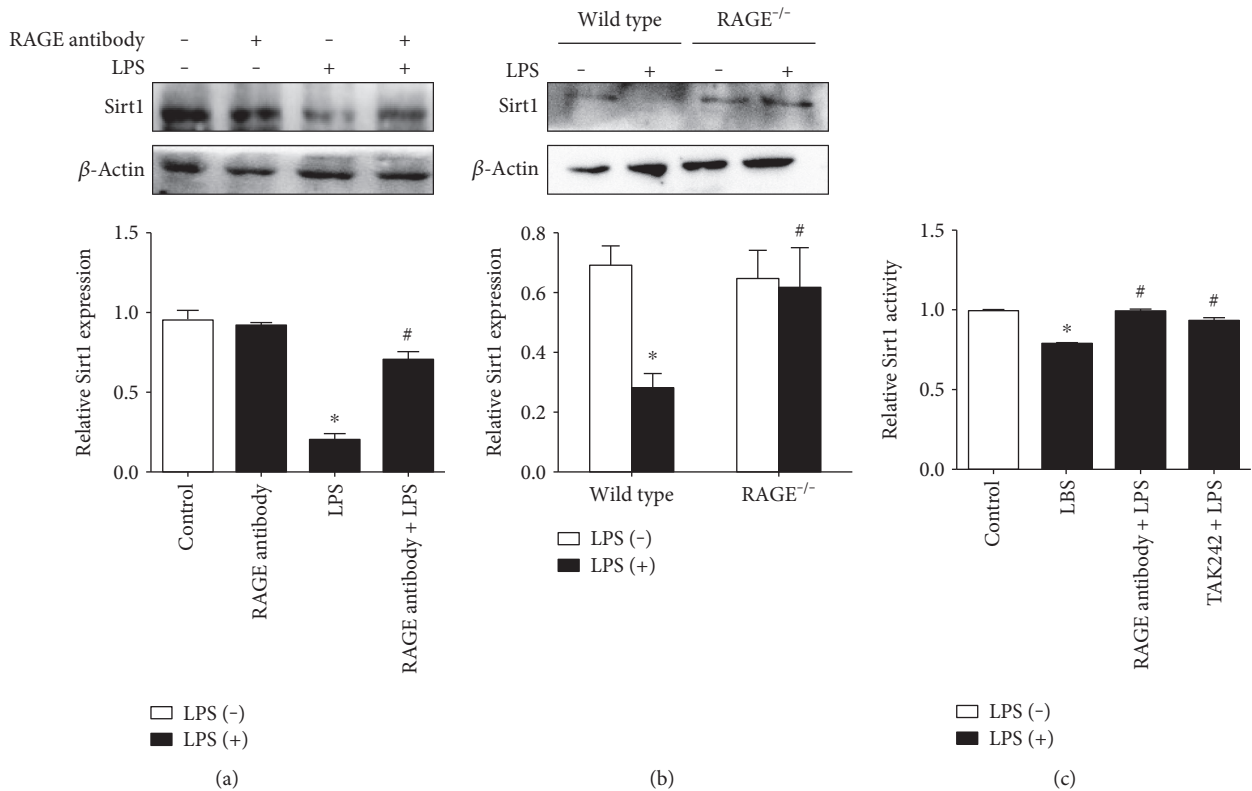 RAGE antibody – + – +
LPS – – + +
Sirt1
β-Actin
Relative Sirt1 expression
1.5
1.0
0.5
0.0
*
#
Control
RAGE antibody
LPS
RAGE antibody + LPS
LPS (–)
LPS (+)
(a)
Wild type RAGE–/–
LPS – + – +
Sirt1
β-Actin
Relative Sirt1 expression
0.8
0.6
0.4
0.2
0.0
*
#
Wild type RAGE–/–
LPS (–)
LPS (+)
(b)
Relative Sirt1 activity
1.5
1.0
0.5
0.0
*
#
#
Control
LBS
RAGE antibody + LPS
TAK242 + LPS
LPS (–)
LPS (+)
(c)